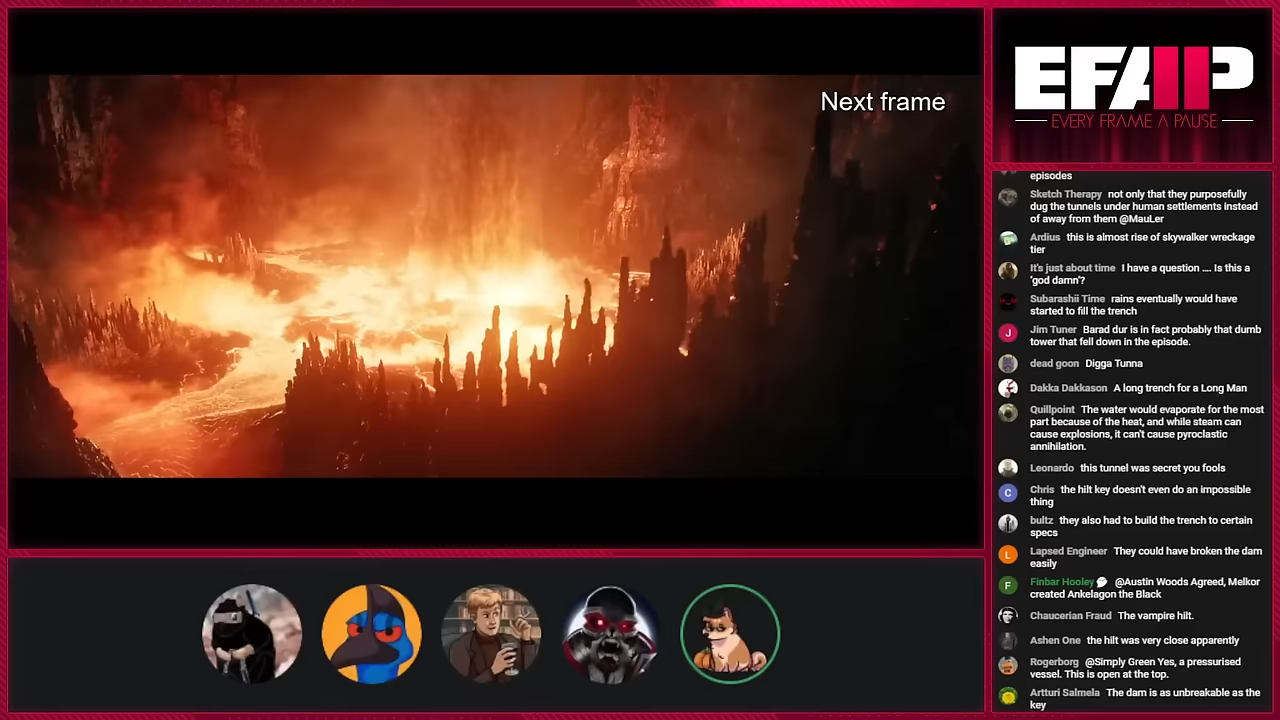 Next frame
EFAP
EVERY FRAME A PAUSE
episodes
Sketch Therapy not only that they purposefully
dug the tunnels under human settlements instead
of away from them @MauLer
Ardius this is almost rise of skywalker wreckage
tier
It's just about time I have a question .... Is this a
'god damn'?
Subarashii Time rains eventually would have
started to fill the trench
J Jim Tuner Barad dur is in fact probably that dumb
tower that fell down in the episode.
dead goon Digga Tunna
Dakka Dakkason A long trench for a Long Man
Quillpoint The water would evaporate for the most
part because of the heat, and while steam can
cause explosions, it can't cause pyroclastic
annihilation.
Leonardo this tunnel was secret you fools
C Chris the hilt key doesn't even do an impossible
thing
bultz they also had to build the trench to certain
specs
L Lapsed Engineer They could have broken the dam
easily
F Finbar Hooley @Austin Woods Agreed, Melkor
created Ankelagon the Black
Chaucerian Fraud The vampire hilt.
Ashen One the hilt was very close apparently
Rogerborg @Simply Green Yes, a pressurised
vessel. This is open at the top.
Artturi Salmela The dam is as unbreakable as the
key